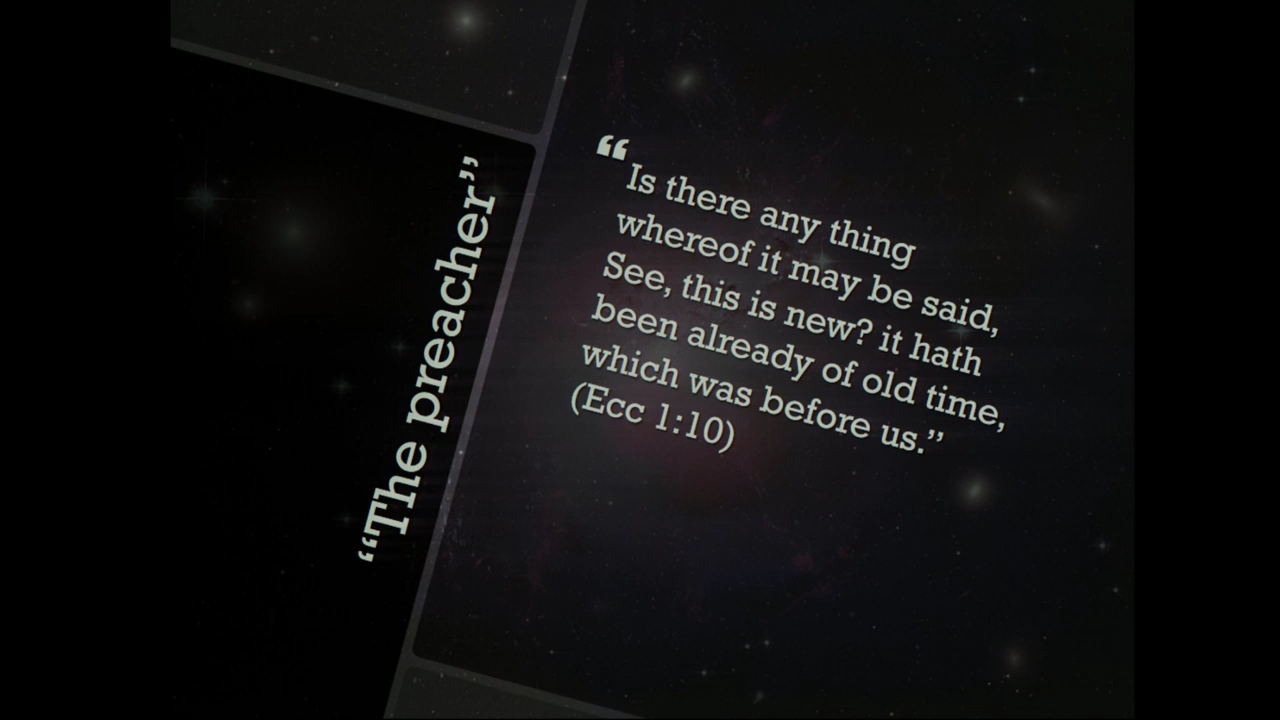 “The preacher”
“Is there any thing
whereof it may be said,
See, this is new? it hath
been already of old time,
which was before us.”
(Ecc 1:10)